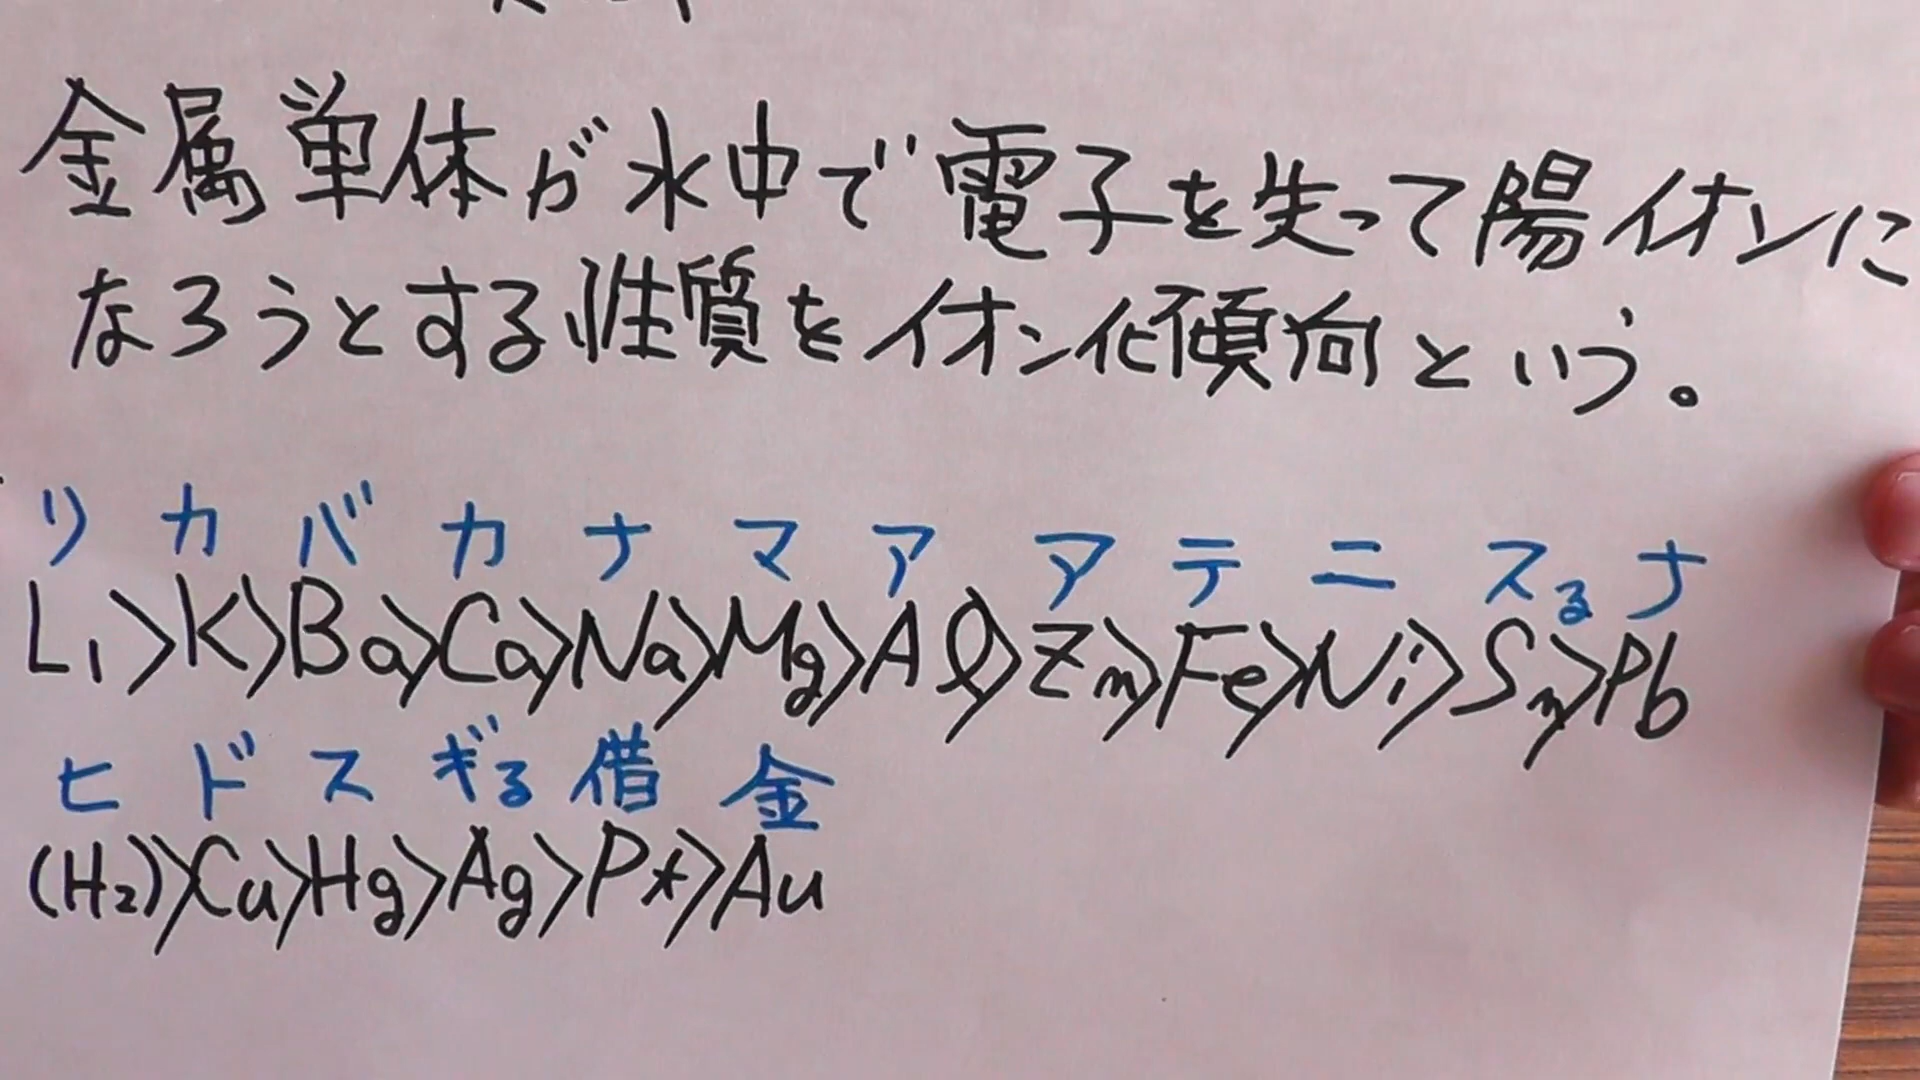 金属単体が水中で電子を失って陽イオンに
なろうとする性質をイオン化傾向という。
リ カ バ カ ナ マ ア ア テ ニ スる ナ
Li>K>Ba>Ca>Na>Mg>Al>Zn>Fe>Ni>Sn>Pb
ヒ ド ス ぎる 借 金
(H₂)>Cu>Hg>Ag>Pt>Au